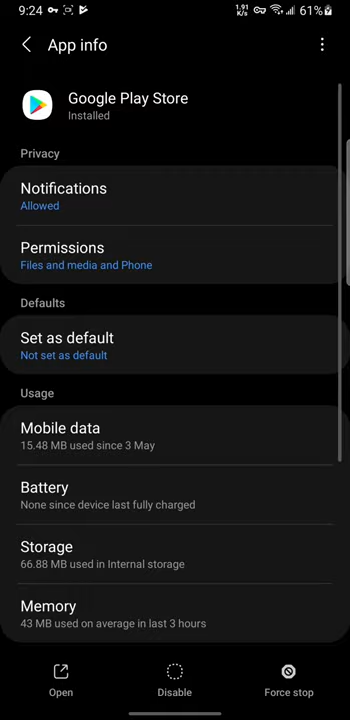 9:24
1.91
K/s
61%
App info
Google Play Store
Installed
Privacy
Notifications
Allowed
Permissions
Files and media and Phone
Defaults
Set as default
Not set as default
Usage
Mobile data
15.48 MB used since 3 May
Battery
None since device last fully charged
Storage
66.88 MB used in Internal storage
Memory
43 MB used on average in last 3 hours
Open
Disable
Force stop